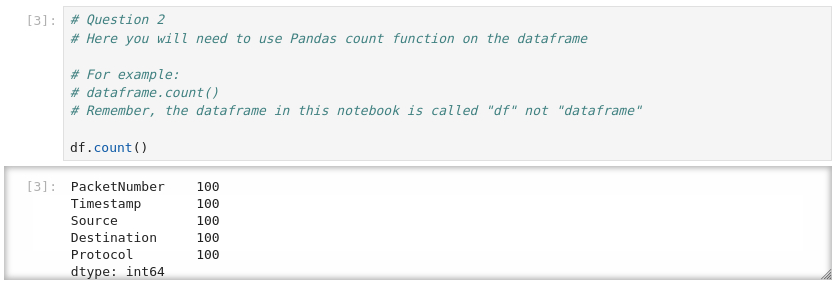 [3]: # Question 2
# Here you will need to use Pandas count function on the dataframe
# For example:
# dataframe.count()
# Remember, the dataframe in this notebook is called "df" not "dataframe"
df.count()
[3]: PacketNumber    100
Timestamp       100
Source          100
Destination     100
Protocol        100
dtype: int64